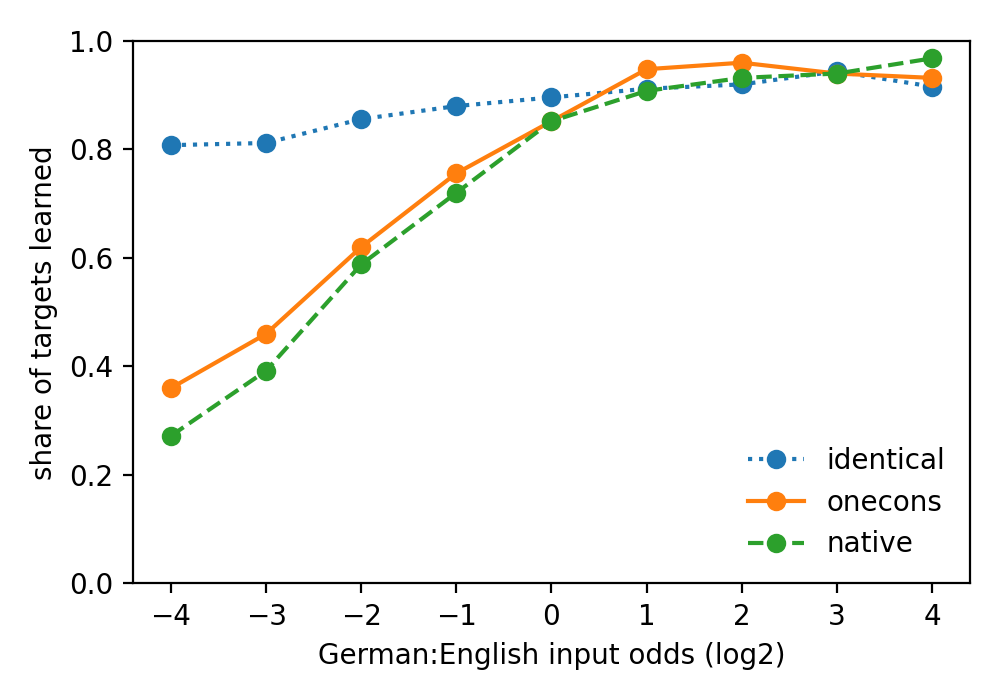 1.0
0.8
0.6
0.4
0.2
0.0
share of targets learned
identical
onecons
native
−4 −3 −2 −1 0 1 2 3 4
German:English input odds (log2)